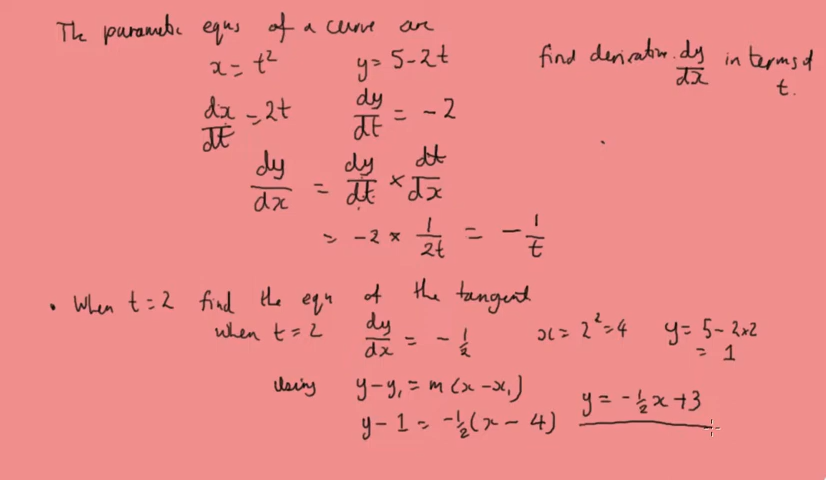 The parametric equns of a curve are
x = t² y = 5 - 2t find derivative dy/dx in terms of t.
dx/dt = 2t dy/dt = -2
dy/dx = dy/dt × dt/dx
= -2 × 1/2t = -1/t
• When t = 2 find the equn of the tangent
when t = 2 dy/dx = -1/2 x = 2² = 4 y = 5 - 2×2
= 1
Using y - y₁ = m(x - x₁)
y - 1 = -1/2(x - 4) y = -1/2x + 3